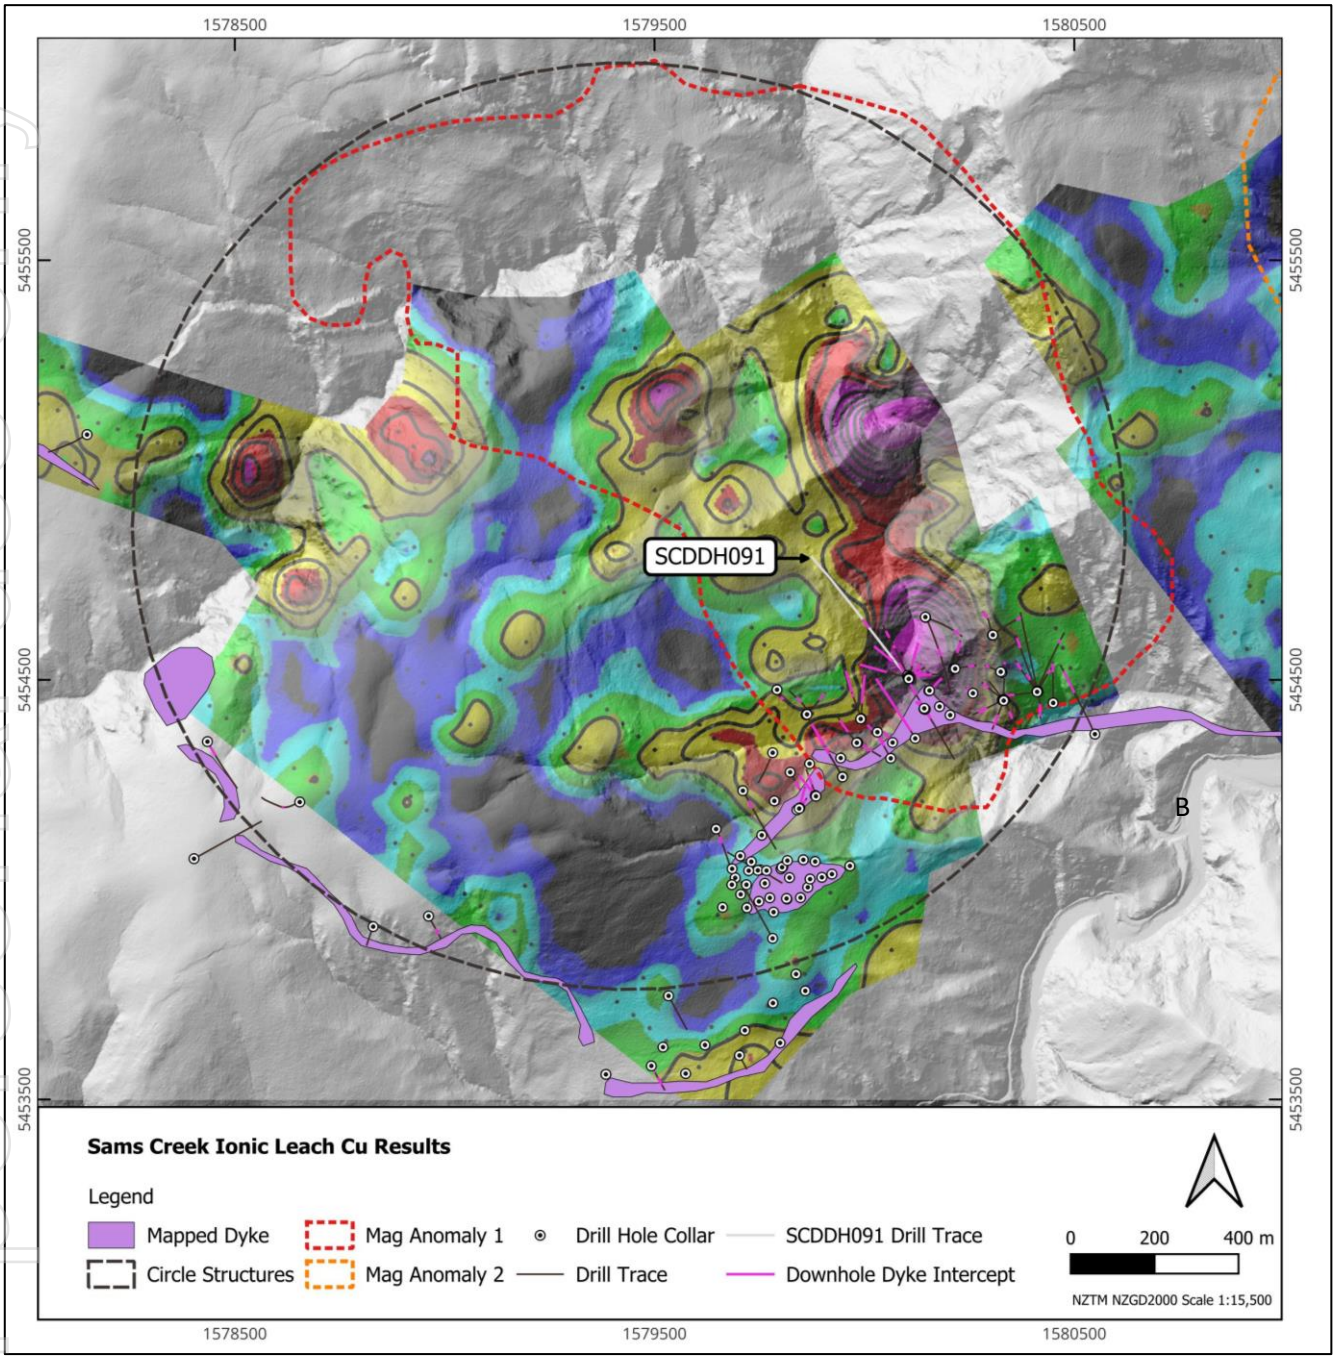 1578500 1579500 1580500
5455500 5455500
SCDDH091
5454500 5454500
B
5453500 5453500
Sams Creek Ionic Leach Cu Results
Legend
Mapped Dyke Mag Anomaly 1 Drill Hole Collar SCDDH091 Drill Trace 0 200 400 m
Circle Structures Mag Anomaly 2 Drill Trace Downhole Dyke Intercept
NZTM NZGD2000 Scale 1:15,500
1578500 1579500 1580500